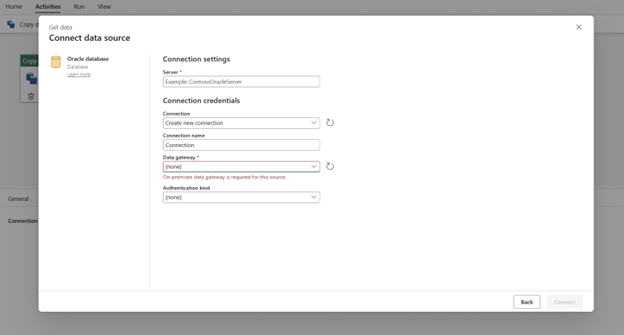 Home Activities Run View
Copy d
Get data
Connect data source
Copy
Oracle database
Database
Learn more
Connection settings
Server *
Example: ContosoOracleServer
Connection credentials
Connection
Create new connection
Connection name
Connection
Data gateway *
(none)
On-premises data gateway is required for this source.
Authentication kind
(none)
General
Connection
Back Connect